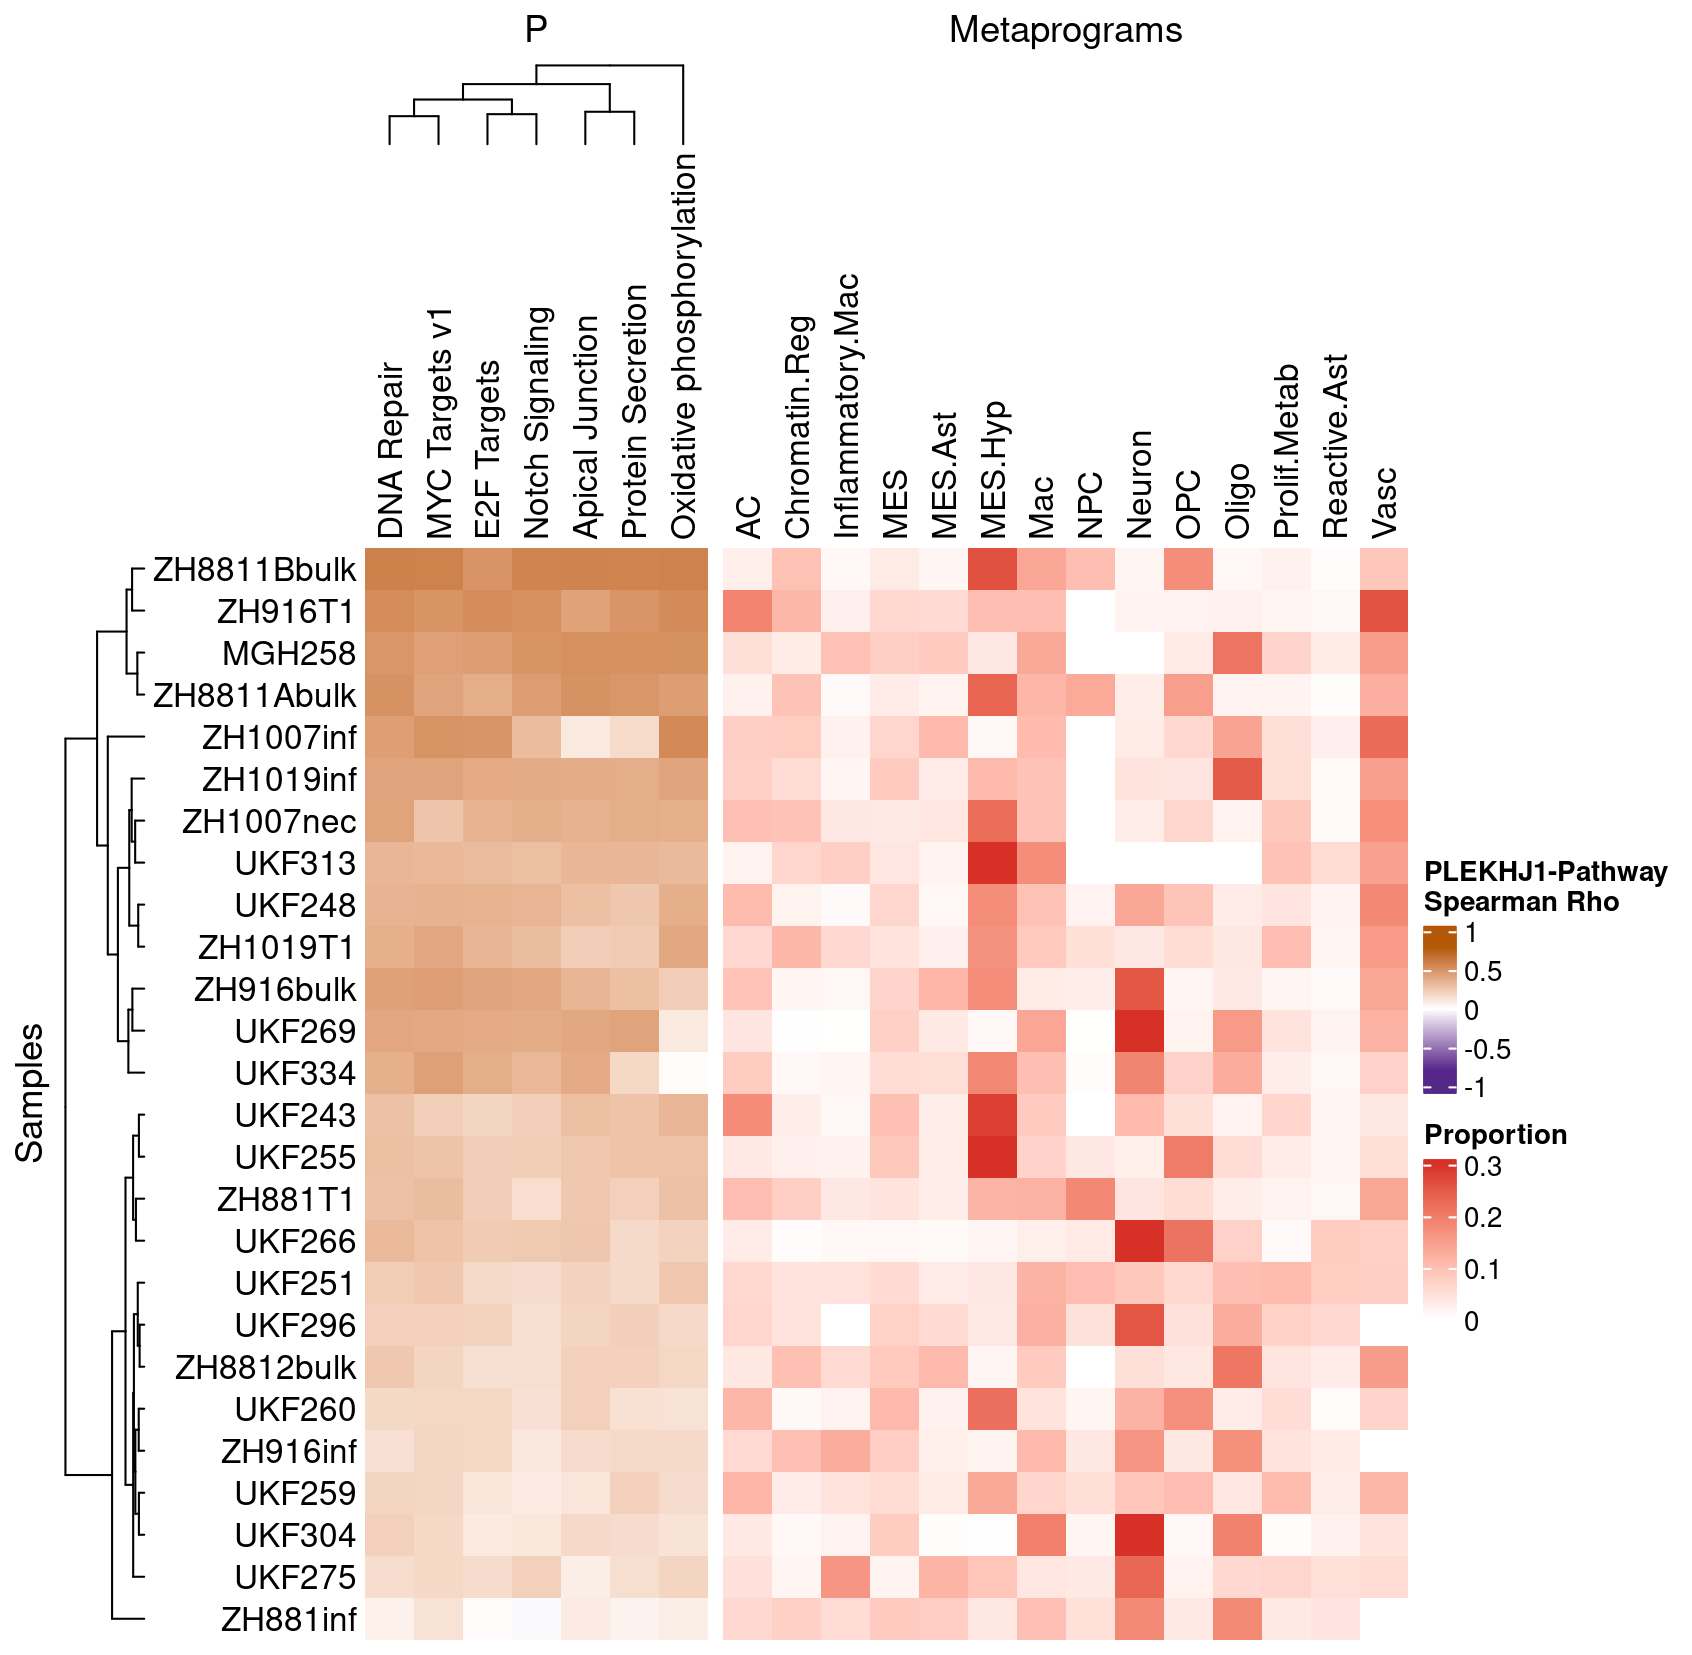 P
Metaprograms
DNA Repair
MYC Targets v1
E2F Targets
Notch Signaling
Apical Junction
Protein Secretion
Oxidative phosphorylation
AC
Chromatin.Reg
Inflammatory.Mac
MES
MES.Ast
MES.Hyp
Mac
NPC
Neuron
OPC
Oligo
Prolif.Metab
Reactive.Ast
Vasc
Samples
ZH8811Bbulk
ZH916T1
MGH258
ZH8811Abulk
ZH1007inf
ZH1019inf
ZH1007nec
UKF313
UKF248
ZH1019T1
ZH916bulk
UKF269
UKF334
UKF243
UKF255
ZH881T1
UKF266
UKF251
UKF296
ZH8812bulk
UKF260
ZH916inf
UKF259
UKF304
UKF275
ZH881inf
PLEKHJ1-Pathway
Spearman Rho
1
0.5
0
-0.5
-1
Proportion
0.3
0.2
0.1
0